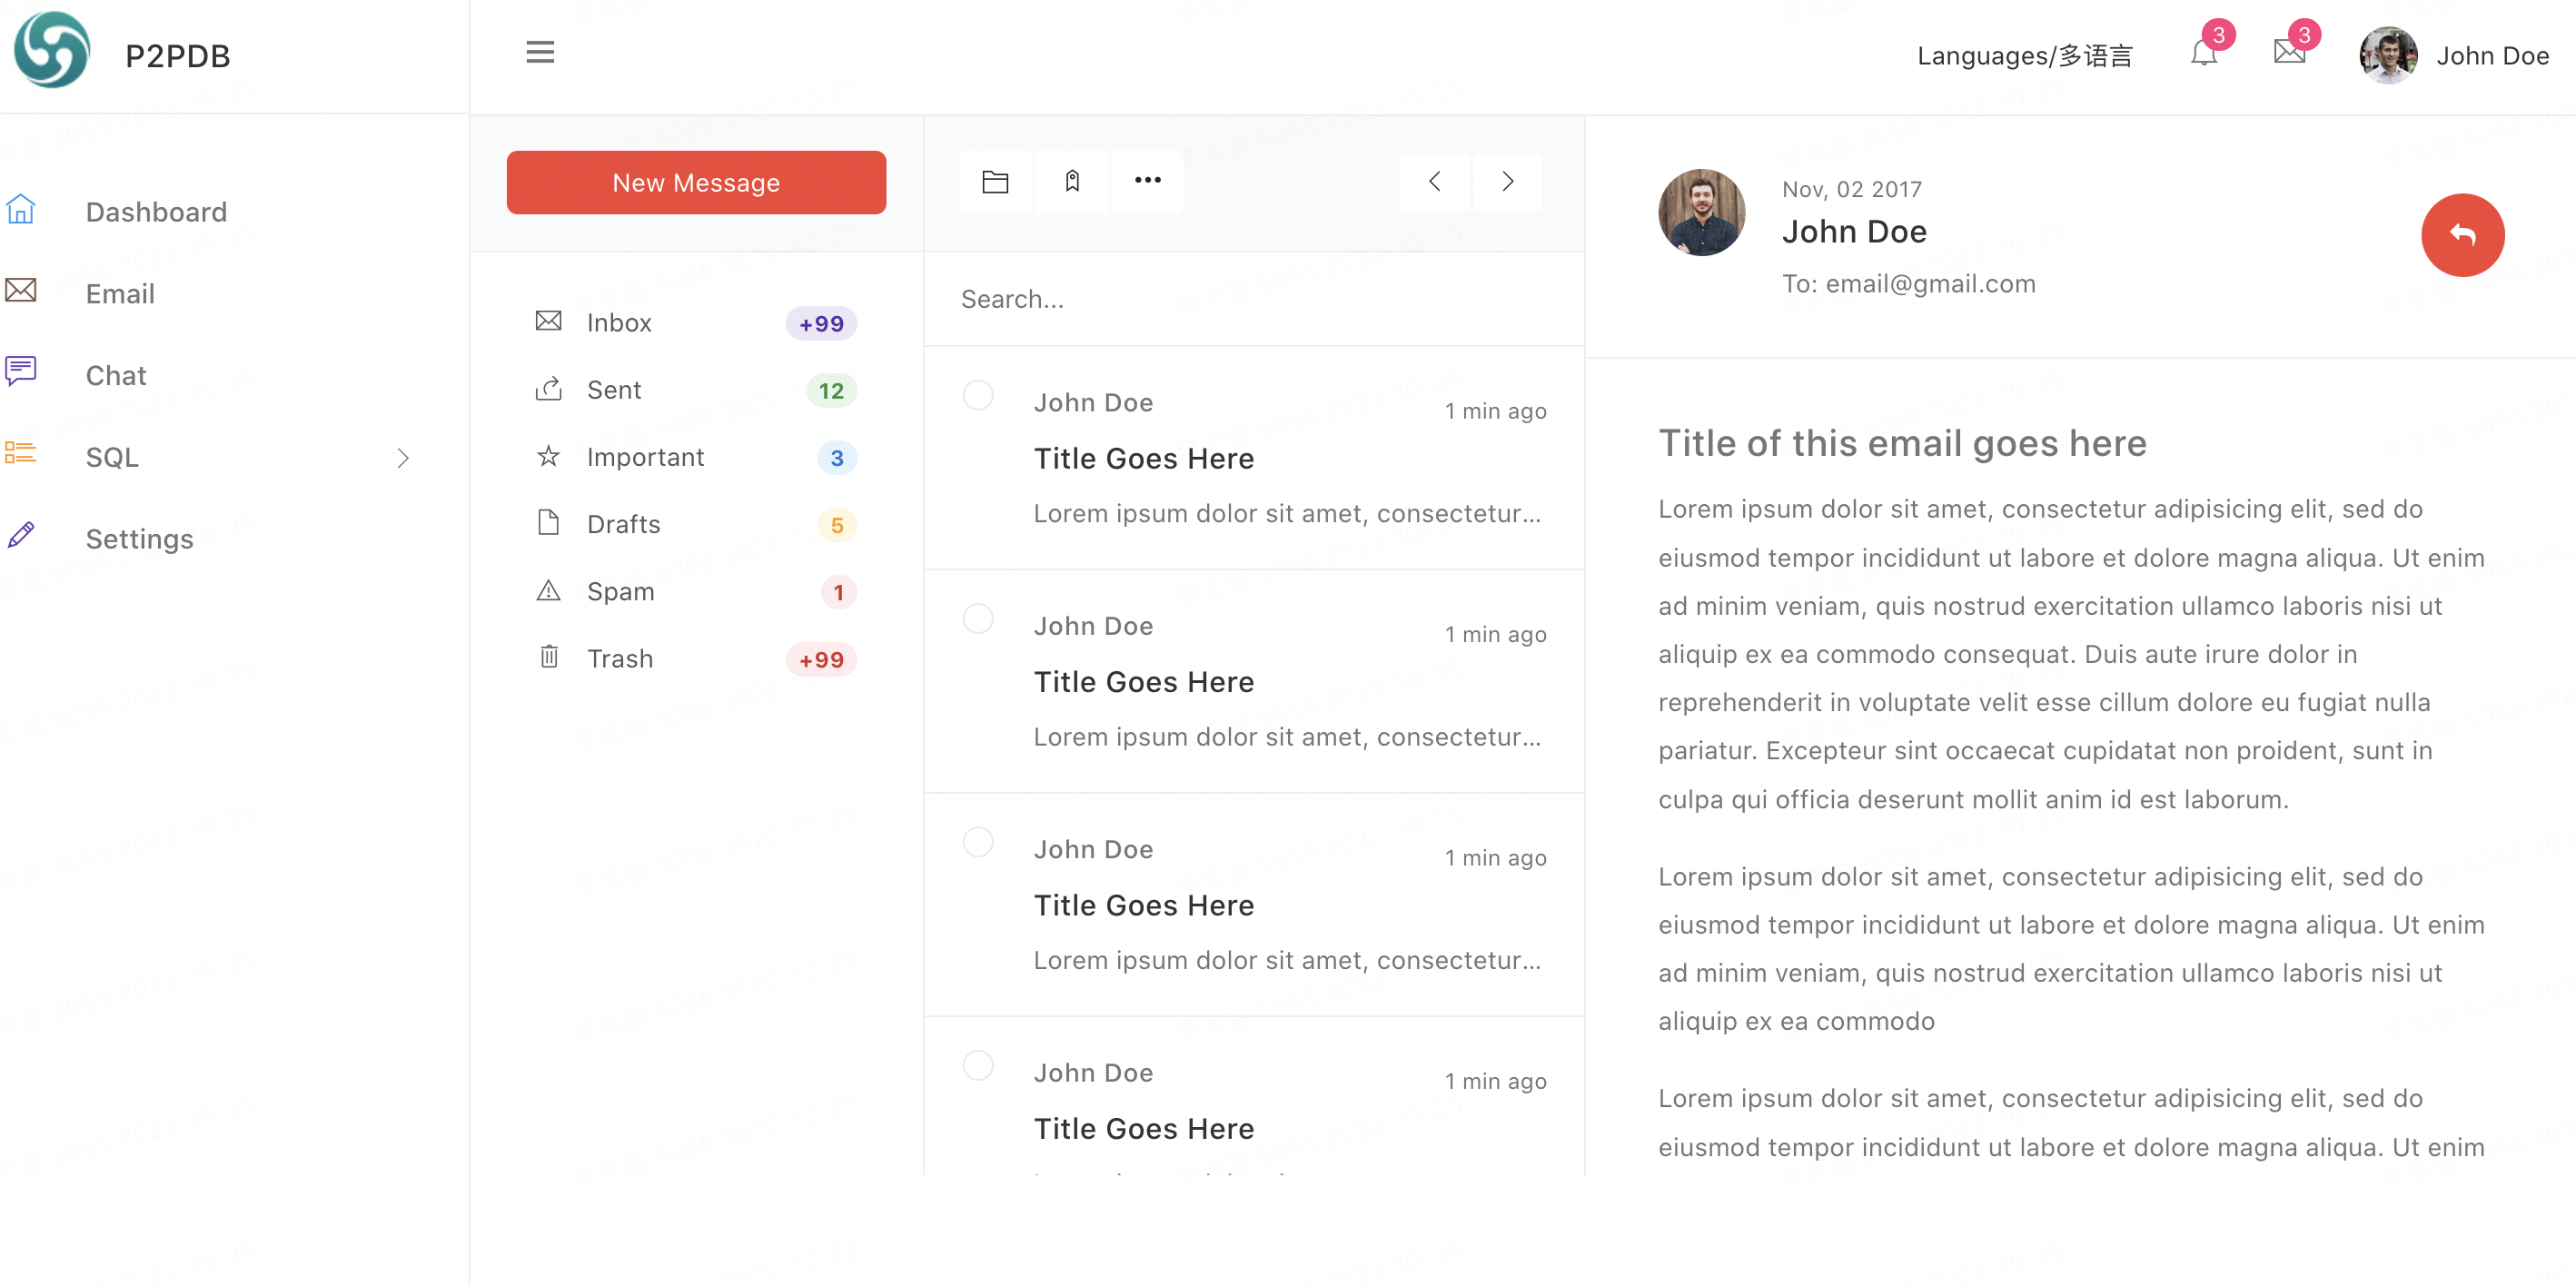 P2PDB
Languages/多语言
3
3
John Doe
Dashboard
Email
Chat
SQL
Settings
New Message
Inbox +99
Sent 12
Important 3
Drafts 5
Spam 1
Trash +99
Search...
John Doe 1 min ago
Title Goes Here
Lorem ipsum dolor sit amet, consectetur...
John Doe 1 min ago
Title Goes Here
Lorem ipsum dolor sit amet, consectetur...
John Doe 1 min ago
Title Goes Here
Lorem ipsum dolor sit amet, consectetur...
John Doe 1 min ago
Title Goes Here
Nov, 02 2017
John Doe
To: email@gmail.com
Title of this email goes here
Lorem ipsum dolor sit amet, consectetur adipisicing elit, sed do
eiusmod tempor incididunt ut labore et dolore magna aliqua. Ut enim
ad minim veniam, quis nostrud exercitation ullamco laboris nisi ut
aliquip ex ea commodo consequat. Duis aute irure dolor in
reprehenderit in voluptate velit esse cillum dolore eu fugiat nulla
pariatur. Excepteur sint occaecat cupidatat non proident, sunt in
culpa qui officia deserunt mollit anim id est laborum.
Lorem ipsum dolor sit amet, consectetur adipisicing elit, sed do
eiusmod tempor incididunt ut labore et dolore magna aliqua. Ut enim
ad minim veniam, quis nostrud exercitation ullamco laboris nisi ut
aliquip ex ea commodo
Lorem ipsum dolor sit amet, consectetur adipisicing elit, sed do
eiusmod tempor incididunt ut labore et dolore magna aliqua. Ut enim